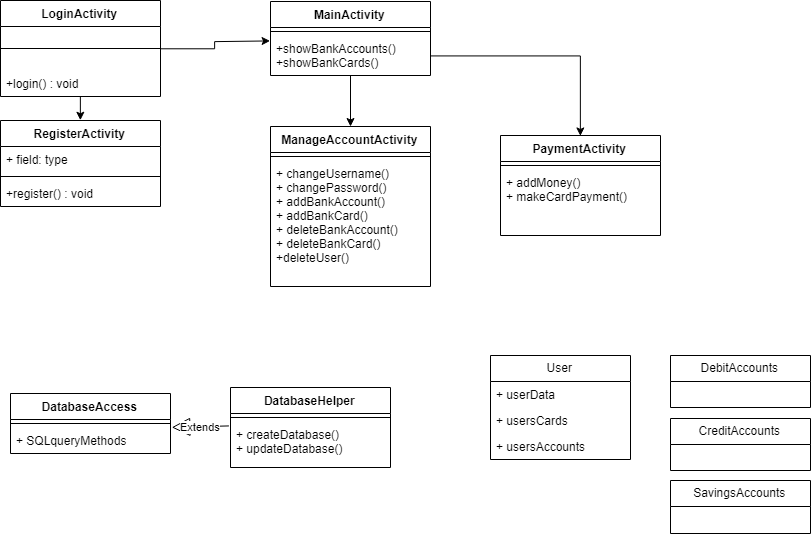 LoginActivity
+login() : void
MainActivity
+showBankAccounts()
+showBankCards()
RegisterActivity
+ field: type
+register() : void
ManageAccountActivity
+ changeUsername()
+ changePassword()
+ addBankAccount()
+ addBankCard()
+ deleteBankAccount()
+ deleteBankCard()
+deleteUser()
PaymentActivity
+ addMoney()
+ makeCardPayment()
DatabaseAccess
+ SQLqueryMethods
Extends
DatabaseHelper
+ createDatabase()
+ updateDatabase()
User
+ userData
+ usersCards
+ usersAccounts
DebitAccounts
CreditAccounts
SavingsAccounts